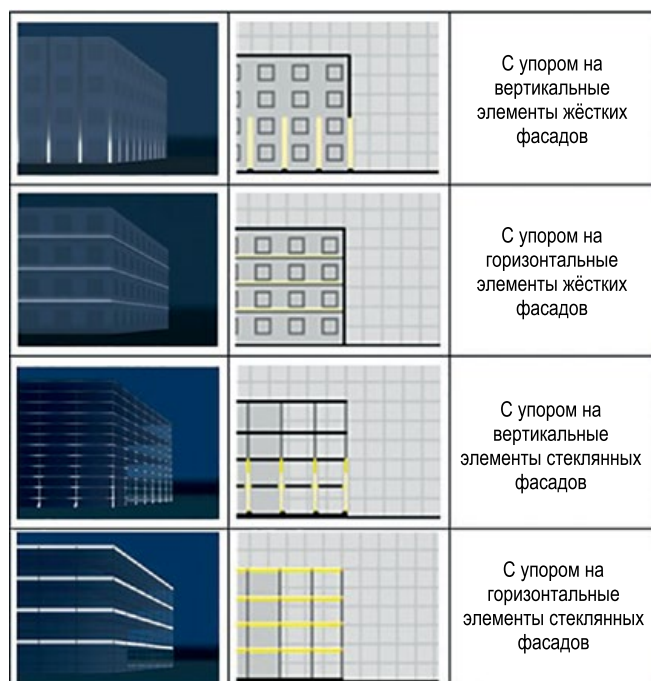 С упором на
вертикальные
элементы жёстких
фасадов
С упором на
горизонтальные
элементы жёстких
фасадов
С упором на
вертикальные
элементы стеклянных
фасадов
С упором на
горизонтальные
элементы стеклянных
фасадов